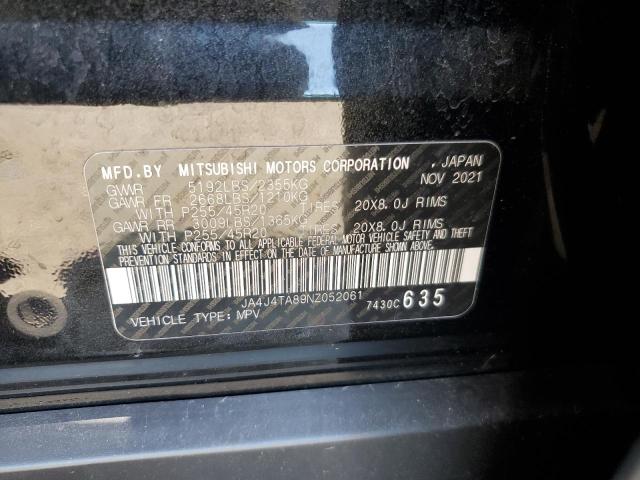 MFD.BY MITSUBISHI MOTORS CORPORATION , JAPAN
GVWR 5192LBS/2355KG NOV 2021
GAWR FR 2668LBS/1210KG
WITH P255/45R20 TIRES 20X8.0J RIMS
GAWR RR 3009LBS/1365KG
WITH P255/45R20 TIRES 20X8.0J RIMS
THIS VEHICLE CONFORMS TO ALL APPLICABLE FEDERAL MOTOR VEHICLE SAFETY AND THEFT
PREVENTION STANDARDS IN EFFECT ON THE DATE OF MANUFACTURE SHOWN ABOVE.
JA4J4TA89NZ052061
VEHICLE TYPE: MPV 7430C 635